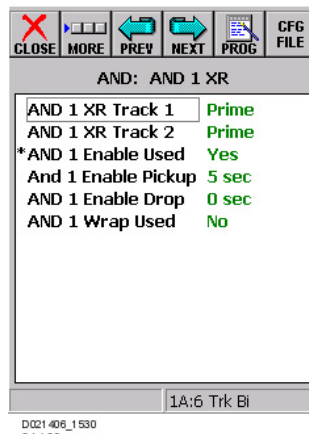 CLOSE MORE PREV NEXT PROG CFG FILE
AND: AND 1 XR
AND 1 XR Track 1 Prime
AND 1 XR Track 2 Prime
*AND 1 Enable Used Yes
And 1 Enable Pickup 5 sec
AND 1 Enable Drop 0 sec
AND 1 Wrap Used No
1A:6 Trk Bi
D021406_1530